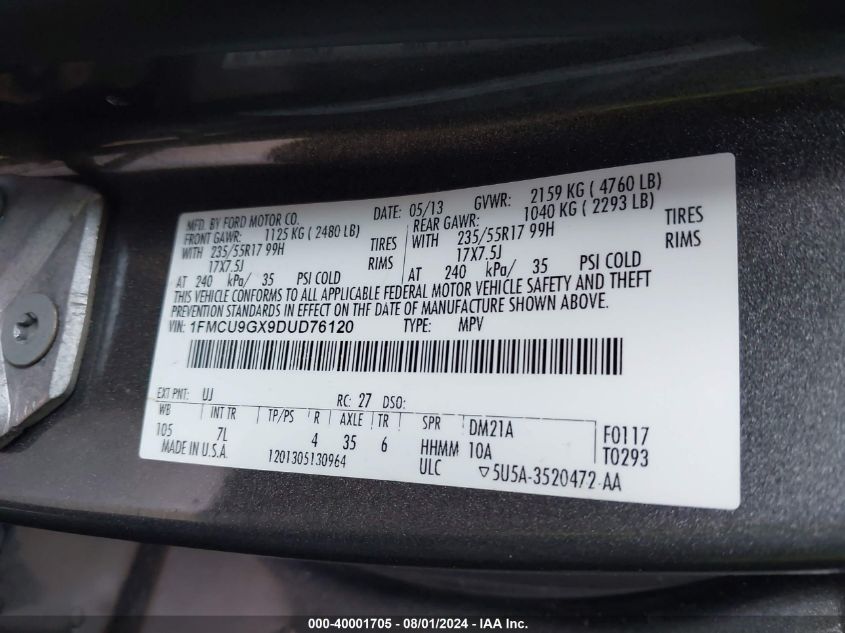 MFD. BY FORD MOTOR CO. DATE: 05/13 GVWR: 2159 KG ( 4760 LB)
FRONT GAWR: 1125 KG ( 2480 LB) REAR GAWR: 1040 KG ( 2293 LB)
WITH 235/55R17 99H TIRES WITH 235/55R17 99H TIRES
17X7.5J RIMS 17X7.5J RIMS
AT 240 kPa/ 35 PSI COLD AT 240 kPa/ 35 PSI COLD
THIS VEHICLE CONFORMS TO ALL APPLICABLE FEDERAL MOTOR VEHICLE SAFETY AND THEFT
PREVENTION STANDARDS IN EFFECT ON THE DATE OF MANUFACTURE SHOWN ABOVE.
VIN: 1FMCU9GX9DUD76120 TYPE: MPV
EXT PNT: UJ RC: 27 DSO:
WB INT TR TP/PS R AXLE TR SPR DM21A F0117
105 7L 4 35 6 HHMM 10A T0293
MADE IN U.S.A. 1201305130964 ULC ▽5U5A-3520472-AA
000-40001705 - 08/01/2024 - IAA Inc.